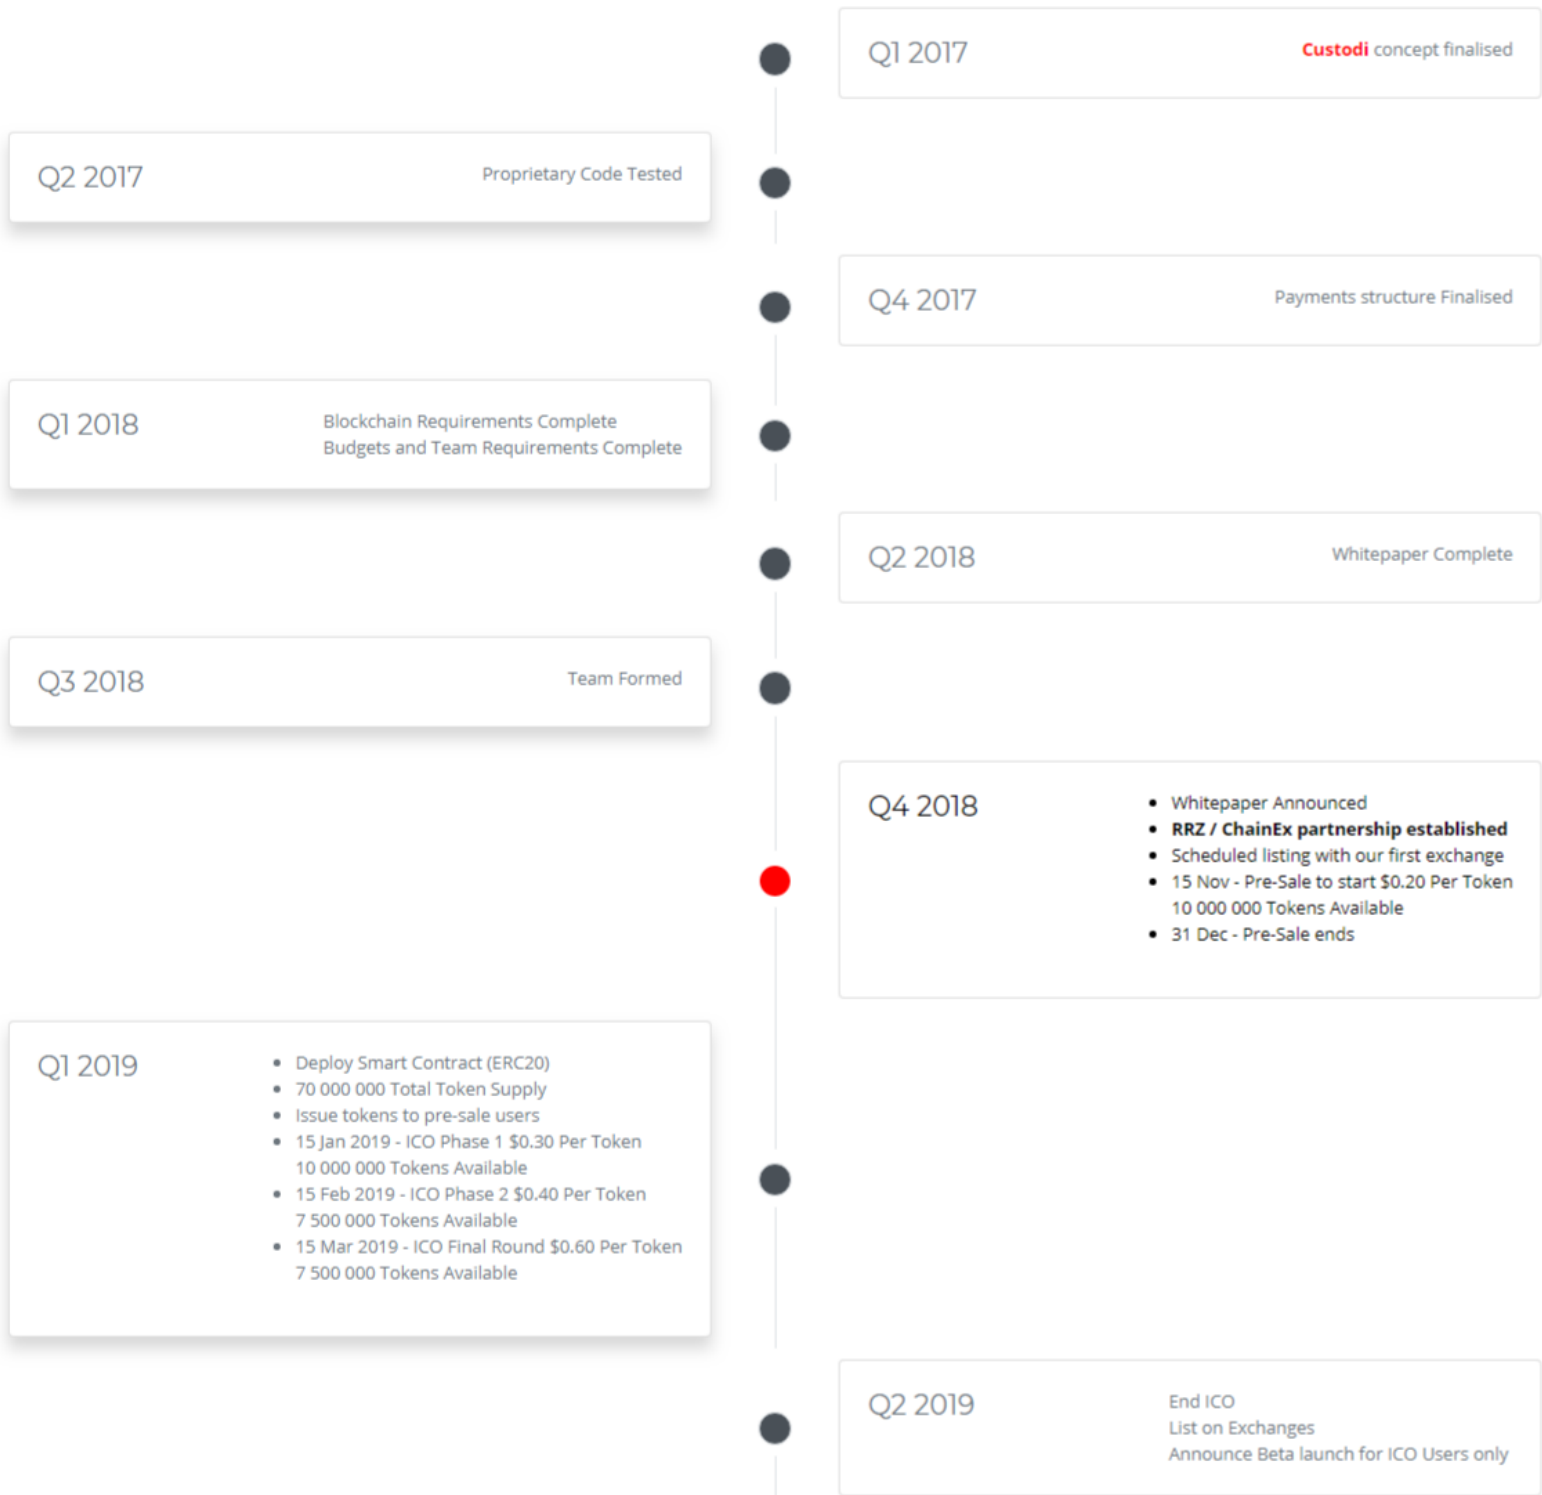 Q1 2017
Custodi concept finalised
Q2 2017
Proprietary Code Tested
Q4 2017
Payments structure Finalised
Q1 2018
Blockchain Requirements Complete
Budgets and Team Requirements Complete
Q2 2018
Whitepaper Complete
Q3 2018
Team Formed
Q4 2018
• Whitepaper Announced
• RRZ / ChainEx partnership established
• Scheduled listing with our first exchange
• 15 Nov - Pre-Sale to start $0.20 Per Token
10 000 000 Tokens Available
• 31 Dec - Pre-Sale ends
Q1 2019
• Deploy Smart Contract (ERC20)
• 70 000 000 Total Token Supply
• Issue tokens to pre-sale users
• 15 Jan 2019 - ICO Phase 1 $0.30 Per Token
10 000 000 Tokens Available
• 15 Feb 2019 - ICO Phase 2 $0.40 Per Token
7 500 000 Tokens Available
• 15 Mar 2019 - ICO Final Round $0.60 Per Token
7 500 000 Tokens Available
Q2 2019
End ICO
List on Exchanges
Announce Beta launch for ICO Users only